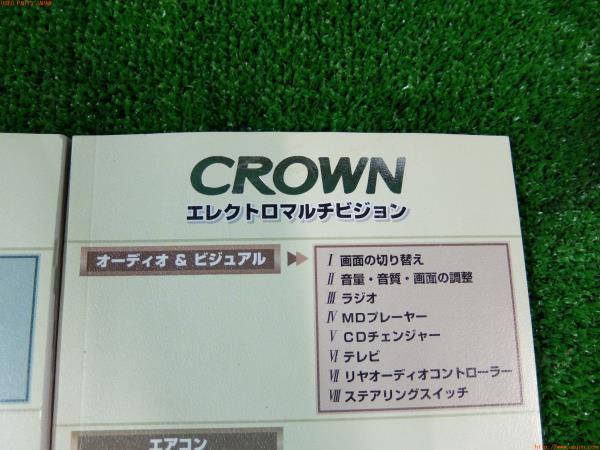 USED PARTS JAPAN
CROWN
エレクトロマルチビジョン
オーディオ & ビジュアル
Ⅰ 画面の切り替え
Ⅱ 音量・音質・画面の調整
Ⅲ ラジオ
Ⅳ MDプレーヤー
Ⅴ CDチェンジャー
Ⅵ テレビ
Ⅶ リヤオーディオコントローラー
Ⅷ ステアリングスイッチ
エアコン